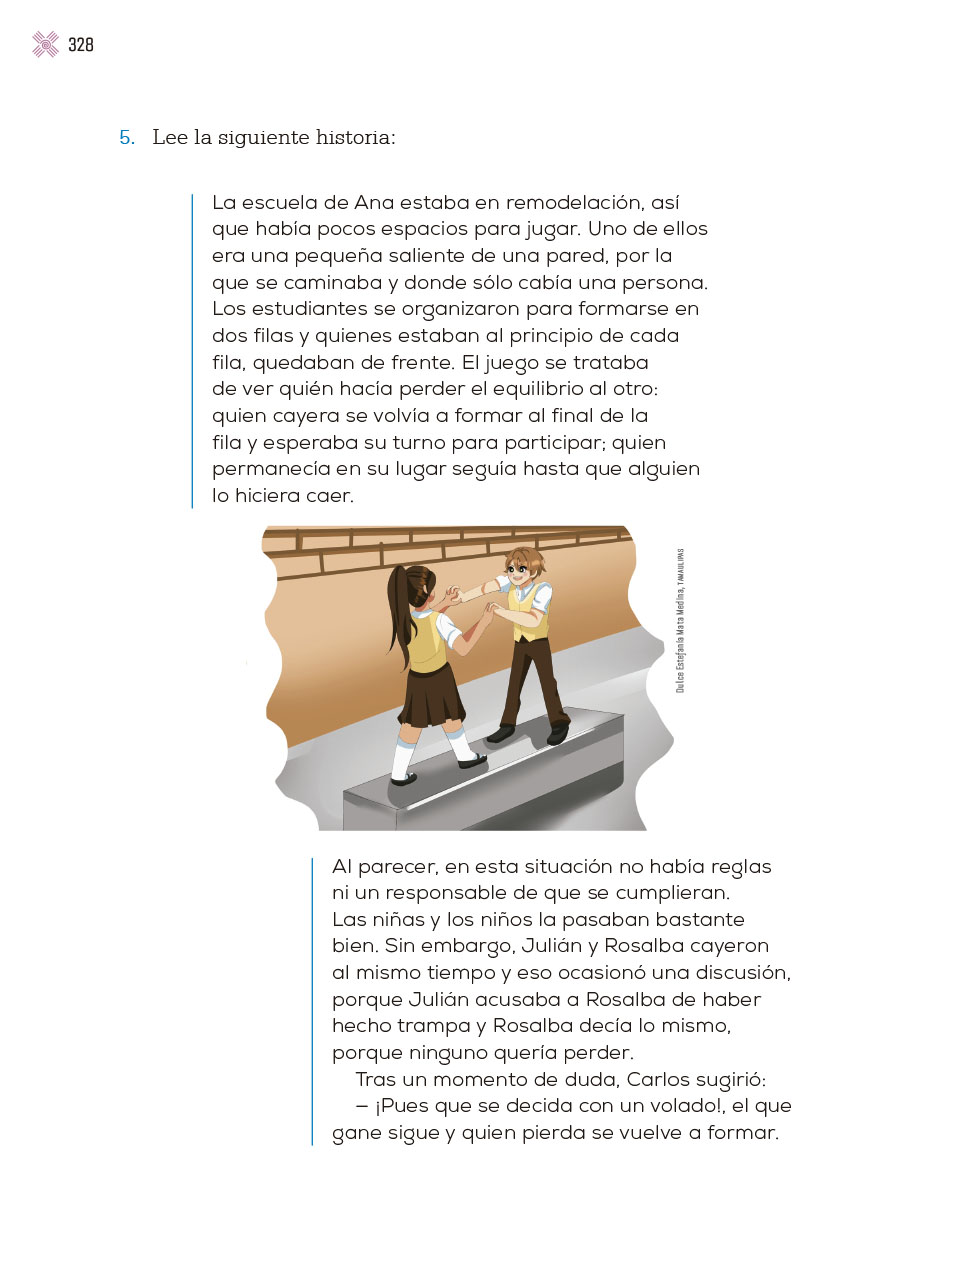 328
5. Lee la siguiente historia:
La escuela de Ana estaba en remodelación, así
que había pocos espacios para jugar. Uno de ellos
era una pequeña saliente de una pared, por la
que se caminaba y donde sólo cabía una persona.
Los estudiantes se organizaron para formarse en
dos filas y quienes estaban al principio de cada
fila, quedaban de frente. El juego se trataba
de ver quién hacía perder el equilibrio al otro:
quien cayera se volvía a formar al final de la
fila y esperaba su turno para participar; quien
permanecía en su lugar seguía hasta que alguien
lo hiciera caer.
Dulce Estefanía Mata Medina, TAMAULIPAS
Al parecer, en esta situación no había reglas
ni un responsable de que se cumplieran.
Las niñas y los niños la pasaban bastante
bien. Sin embargo, Julián y Rosalba cayeron
al mismo tiempo y eso ocasionó una discusión,
porque Julián acusaba a Rosalba de haber
hecho trampa y Rosalba decía lo mismo,
porque ninguno quería perder.
Tras un momento de duda, Carlos sugirió:
— ¡Pues que se decida con un volado!, el que
gane sigue y quien pierda se vuelve a formar.